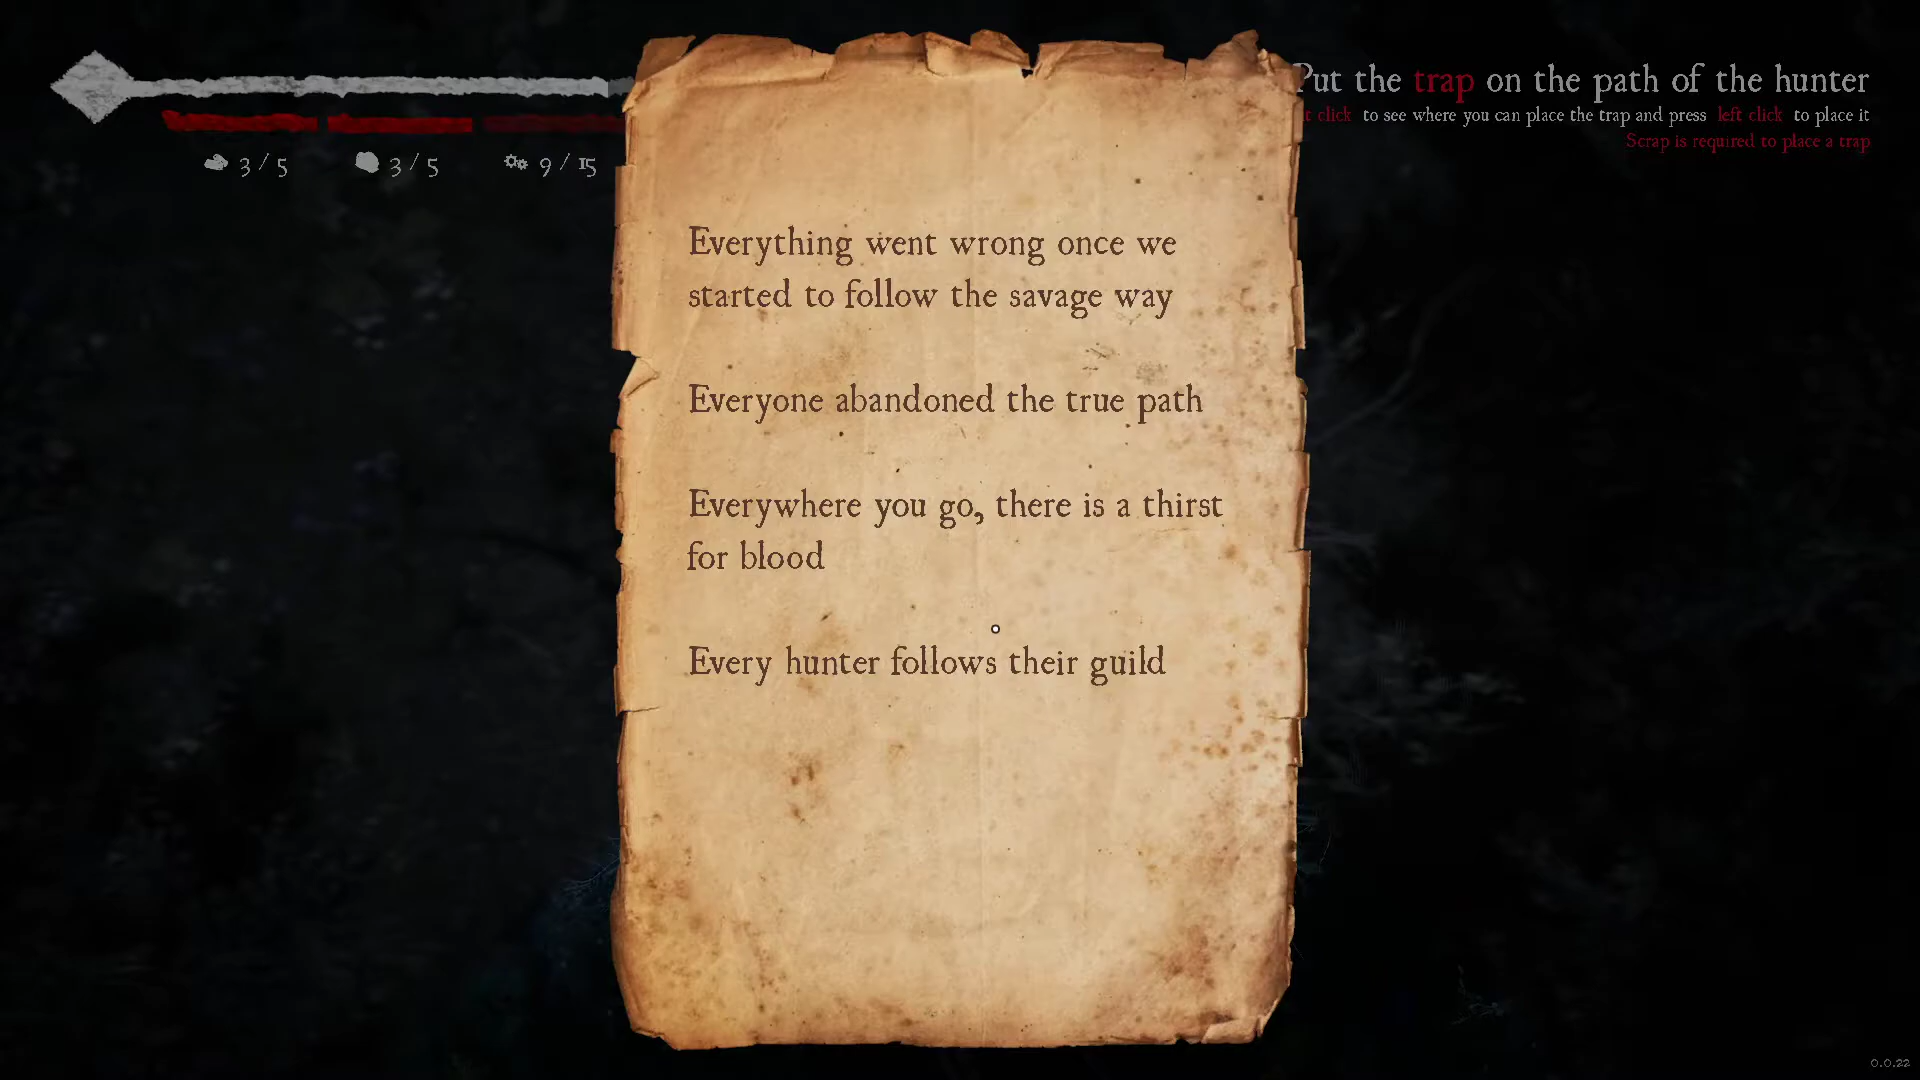 3 / 5
3 / 5
9 / 15
Put the trap on the path of the hunter
click to see where you can place the trap and press left click to place it
Scrap is required to place a trap
Everything went wrong once we
started to follow the savage way
Everyone abandoned the true path
Everywhere you go, there is a thirst
for blood
Every hunter follows their guild
0.0.22